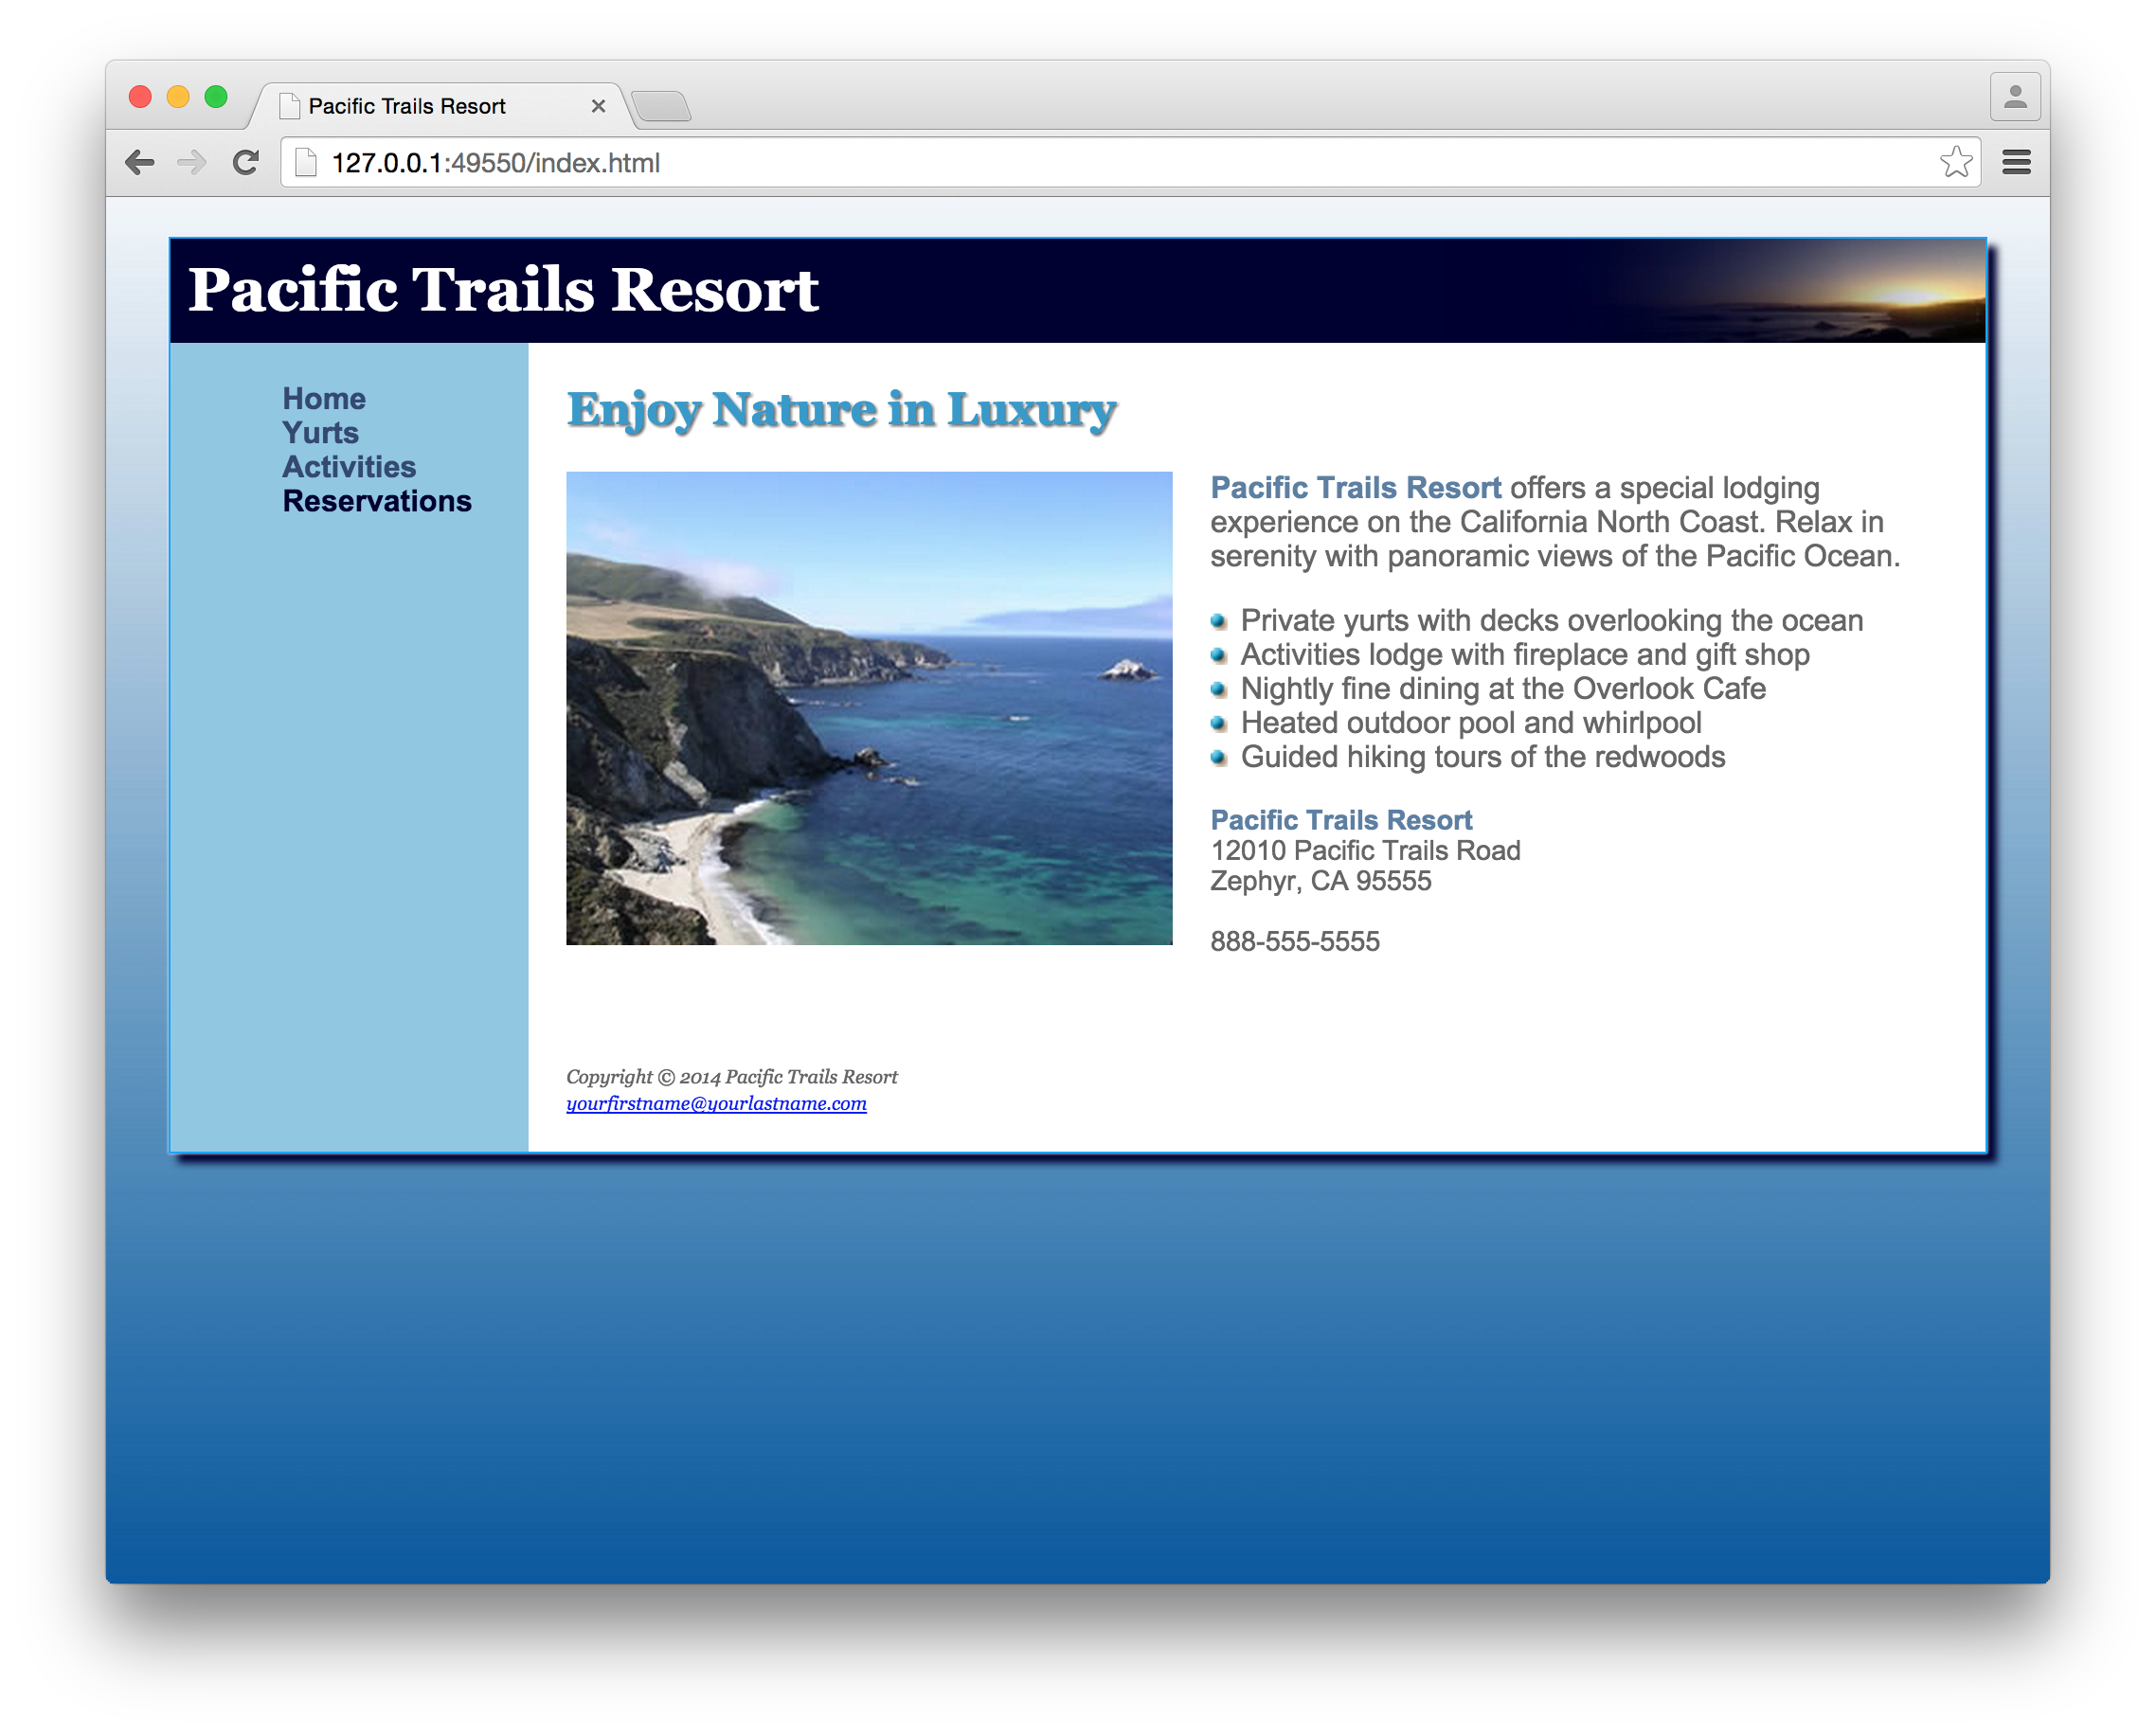 Pacific Trails Resort
127.0.0.1:49550/index.html
Pacific Trails Resort
Home
Yurts
Activities
Reservations
Enjoy Nature in Luxury
Pacific Trails Resort offers a special lodging
experience on the California North Coast. Relax in
serenity with panoramic views of the Pacific Ocean.
Private yurts with decks overlooking the ocean
Activities lodge with fireplace and gift shop
Nightly fine dining at the Overlook Cafe
Heated outdoor pool and whirlpool
Guided hiking tours of the redwoods
Pacific Trails Resort
12010 Pacific Trails Road
Zephyr, CA 95555
888-555-5555
Copyright © 2014 Pacific Trails Resort
yourfirstname@yourlastname.com